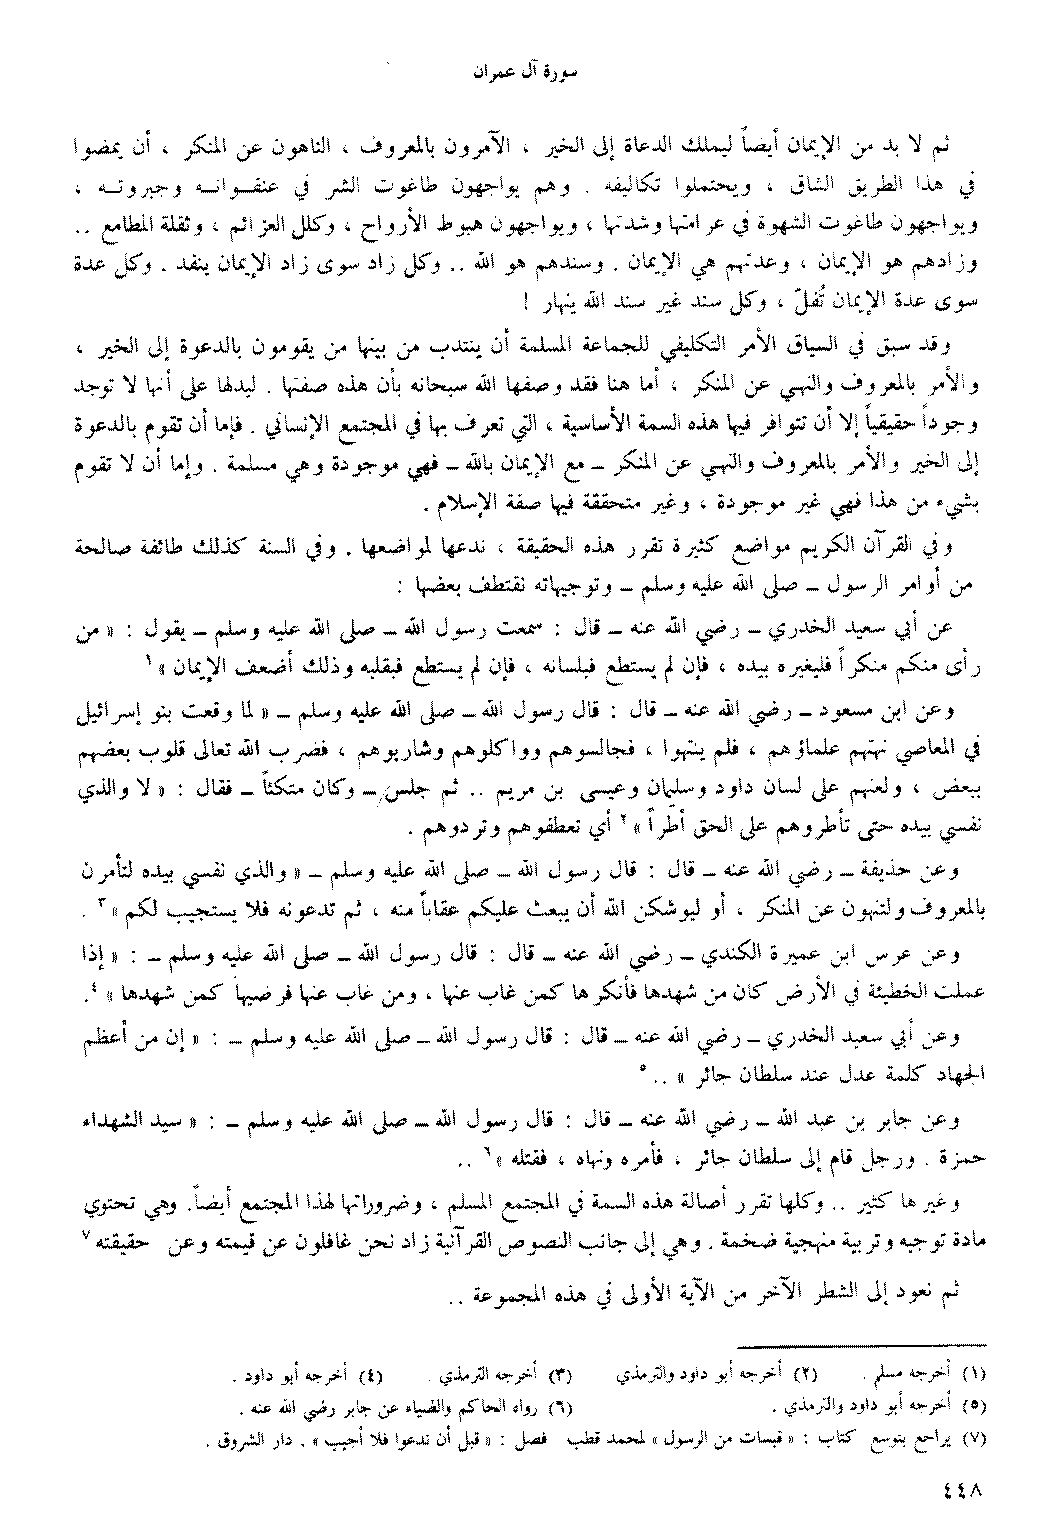 سورة آل عمران
ثم لا بد من الإيمان أيضاً ليملك الدعاة إلى الخير ، الآمرون بالمعروف ، الناهون عن المنكر ، أن يمضوا
في هذا الطريق الشاق ، ويحتملوا تكاليفه . وهم يواجهون طاغوت الشر في عنفـوانـه وجبروتـه ،
ويواجهون طاغوت الشهوة في عرامتها وشدتها ، ويواجهون هبوط الأرواح ، وكلل العزائم ، وثقلة المطامع ..
وزادهم هو الإيمان ، وعدتهم هي الإيمان . وسندهم هو الله .. وكل زاد سوى زاد الإيمان ينفد . وكل عدة
سوى عدة الإيمان تُفلّ ، وكل سند غير سند الله ينهار !
وقد سبق في السياق الأمر التكليفي للجماعة المسلمة أن ينتدب من بينها من يقومون بالدعوة إلى الخير ،
والأمر بالمعروف والنهي عن المنكر ، أما هنا فقد وصفها الله سبحانه بأن هذه صفتها . ليدلها على أنها لا توجد
وجوداً حقيقياً إلا أن تتوافر فيها هذه السمة الأساسية ، التي تعرف بها في المجتمع الإنساني . فإما أن تقوم بالدعوة
إلى الخير والأمر بالمعروف والنهي عن المنكر – مع الإيمان بالله – فهي موجودة وهي مسلمة . وإما أن لا تقوم
بشيء من هذا فهي غير موجودة ، وغير متحققة فيها صفة الإسلام .
وفي القرآن الكريم مواضع كثيرة تقرر هذه الحقيقة ، ندعها لمواضعها . وفي السنة كذلك طائفة صالحة
من أوامر الرسول – صلى الله عليه وسلم – وتوجيهاته نقتطف بعضها :
عن أبي سعيد الخدري – رضي الله عنه – قال : سمعت رسول الله – صلى الله عليه وسلم – يقول : « من
رأى منكم منكراً فليغيره بيده ، فإن لم يستطع فبلسانه ، فإن لم يستطع فبقلبه وذلك أضعف الإيمان »١
وعن ابن مسعود – رضي الله عنه – قال : قال رسول الله – صلى الله عليه وسلم – « لما وقعت بنو إسرائيل
في المعاصي نهتهم علماؤهم ، فلم ينتهوا ، فجالسوهم وواكلوهم وشاربوهم ، فضرب الله تعالى قلوب بعضهم
ببعض ، ولعنهم على لسان داود وسليمان وعيسى بن مريم .. ثم جلس – وكان متكئاً – فقال : « لا والذي
نفسي بيده حتى تأطروهم على الحق أطراً »٢ أي تعطفوهم وتردوهم .
وعن حذيفة – رضي الله عنه – قال : قال رسول الله – صلى الله عليه وسلم – « والذي نفسي بيده لتأمرن
بالمعروف ولتنهون عن المنكر ، أو ليوشكن الله أن يبعث عليكم عقاباً منه ، ثم تدعونه فلا يستجيب لكم »٣ .
وعن عرس ابن عميرة الكندي – رضي الله عنه – قال : قال رسول الله – صلى الله عليه وسلم – : « إذا
عملت الخطيئة في الأرض كان من شهدها فأنكرها كمن غاب عنها ، ومن غاب عنها فرضيها كمن شهدها »٤.
وعن أبي سعيد الخدري – رضي الله عنه – قال : قال رسول الله – صلى الله عليه وسلم – : « إن من أعظم
الجهاد كلمة عدل عند سلطان جائر » .. ٥
وعن جابر بن عبد الله – رضي الله عنه – قال : قال رسول الله – صلى الله عليه وسلم – : « سيد الشهداء
حمزة . ورجل قام إلى سلطان جائر ، فأمره ونهاه ، فقتله »٦ ..
وغيرها كثير .. وكلها تقرر أصالة هذه السمة في المجتمع المسلم ، وضروراتها لهذا المجتمع أيضاً. وهي تحتوي
مادة توجيه وتربية منهجية ضخمة . وهي إلى جانب النصوص القرآنية زاد نحن غافلون عن قيمته وعن حقيقته٧
ثم نعود إلى الشطر الآخر من الآية الأولى في هذه المجموعة ..
(١) أخرجه مسلم . (٢) أخرجه أبو داود والترمذي (٣) أخرجه الترمذي . (٤) أخرجه أبو داود .
(٥) أخرجه أبو داود والترمذي . (٦) رواه الحاكم والضياء عن جابر رضي الله عنه .
(٧) يراجع بتوسع كتاب : « قبسات من الرسول » لمحمد قطب فصل : « قبل أن تدعوا فلا أجيب » . دار الشروق .
٤٤٨